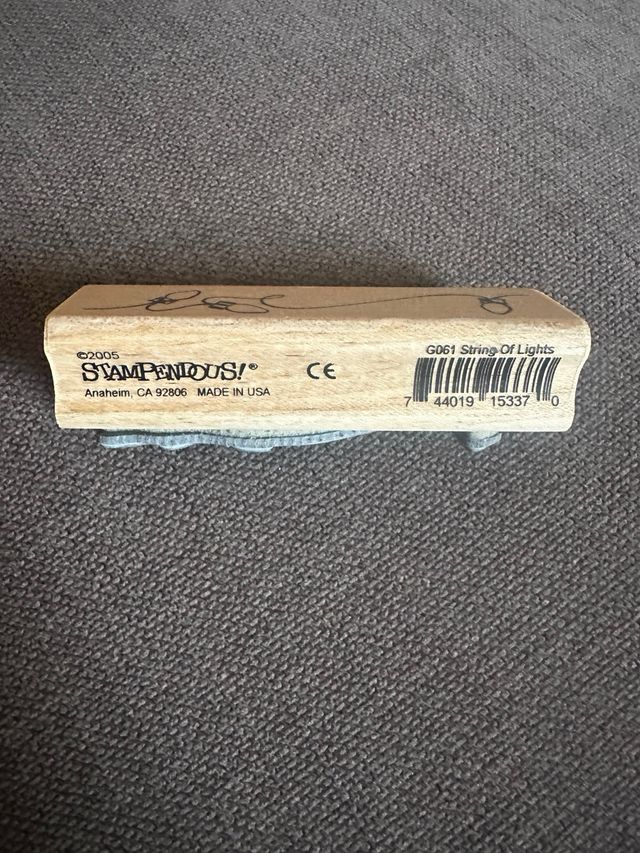 ©2005
STAMPENDOUS!®
Anaheim, CA 92806 MADE IN USA
CE
G061 String Of Lights
7 44019 15337 0